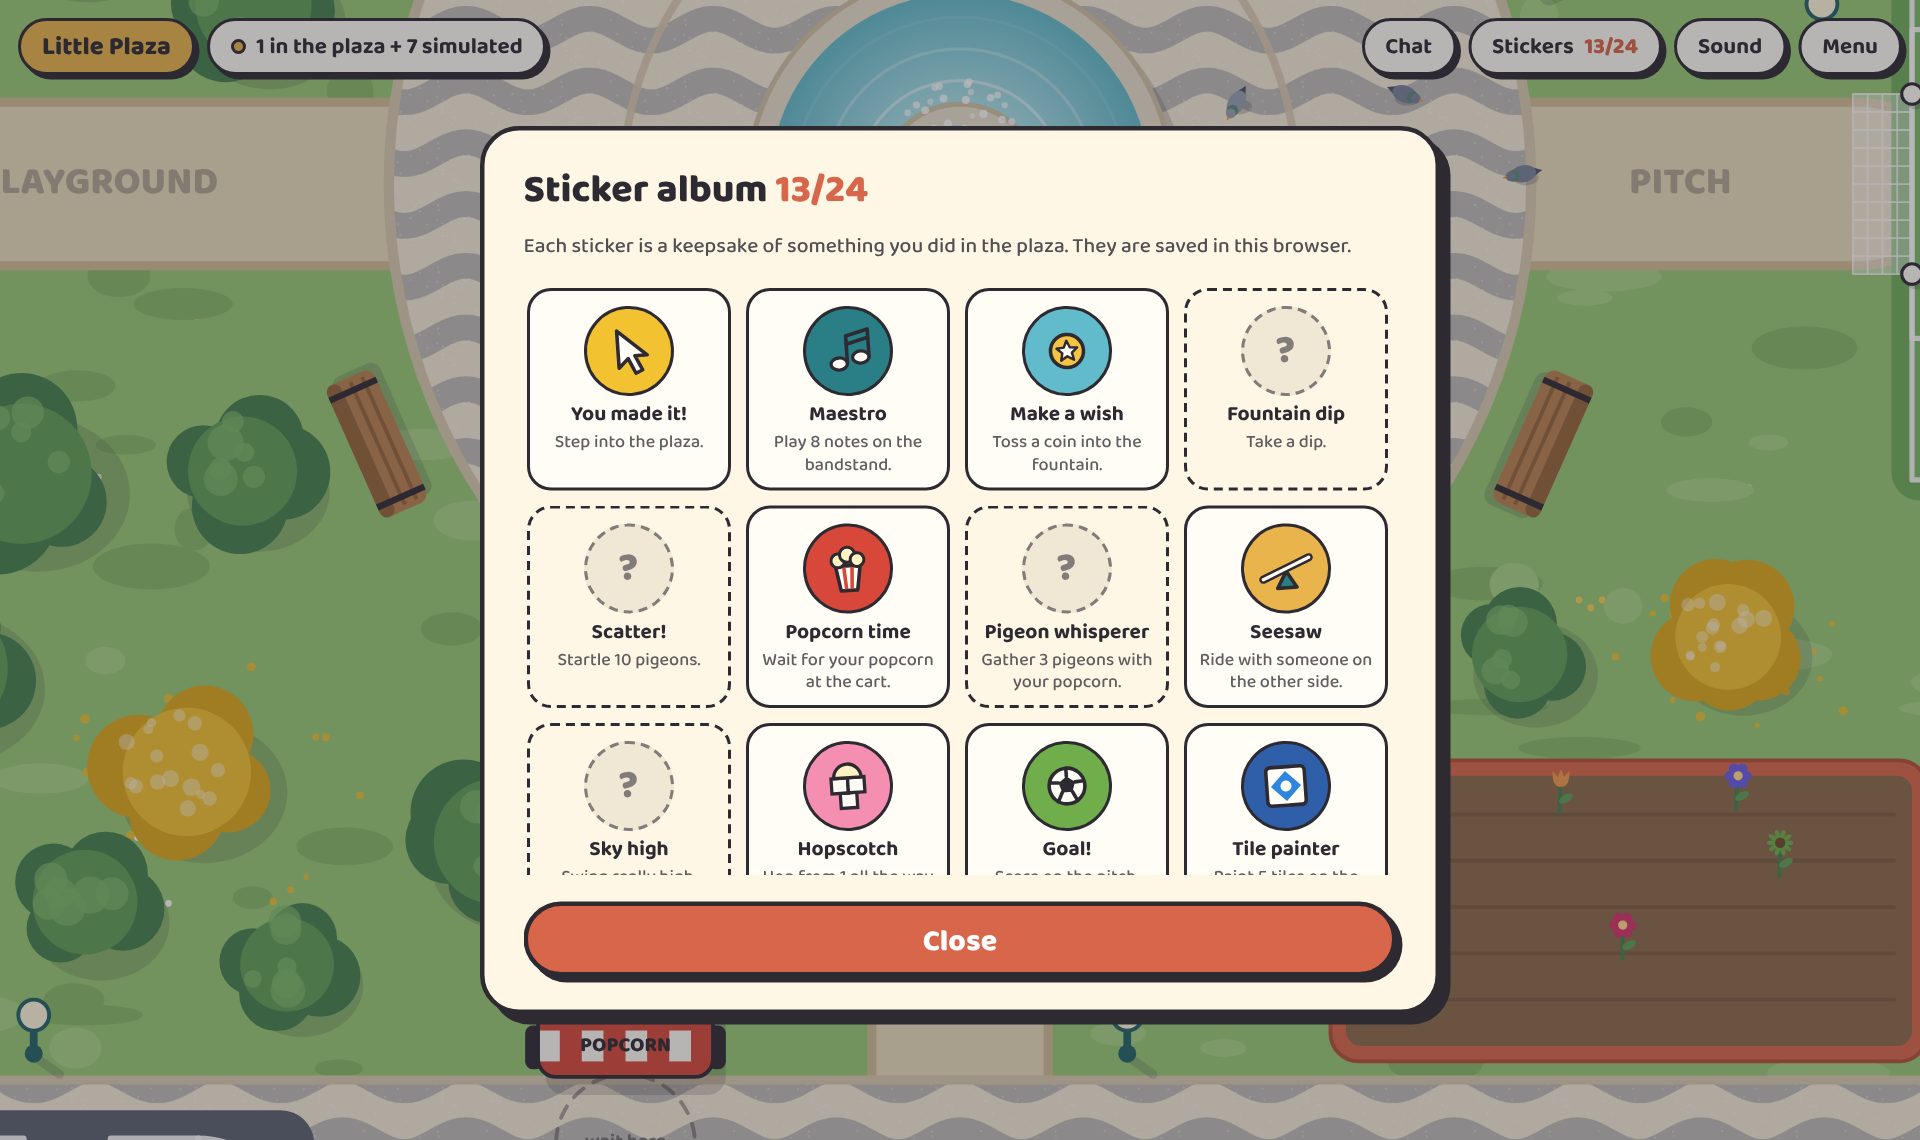 Little Plaza
1 in the plaza + 7 simulated
Chat
Stickers 13/24
Sound
Menu
LAYGROUND
PITCH
Sticker album 13/24
Each sticker is a keepsake of something you did in the plaza. They are saved in this browser.
You made it!
Step into the plaza.
Maestro
Play 8 notes on the
bandstand.
Make a wish
Toss a coin into the
fountain.
?
Fountain dip
Take a dip.
?
Scatter!
Startle 10 pigeons.
Popcorn time
Wait for your popcorn
at the cart.
?
Pigeon whisperer
Gather 3 pigeons with
your popcorn.
Seesaw
Ride with someone on
the other side.
?
Sky high
Hopscotch
Goal!
Tile painter
Close
POPCORN